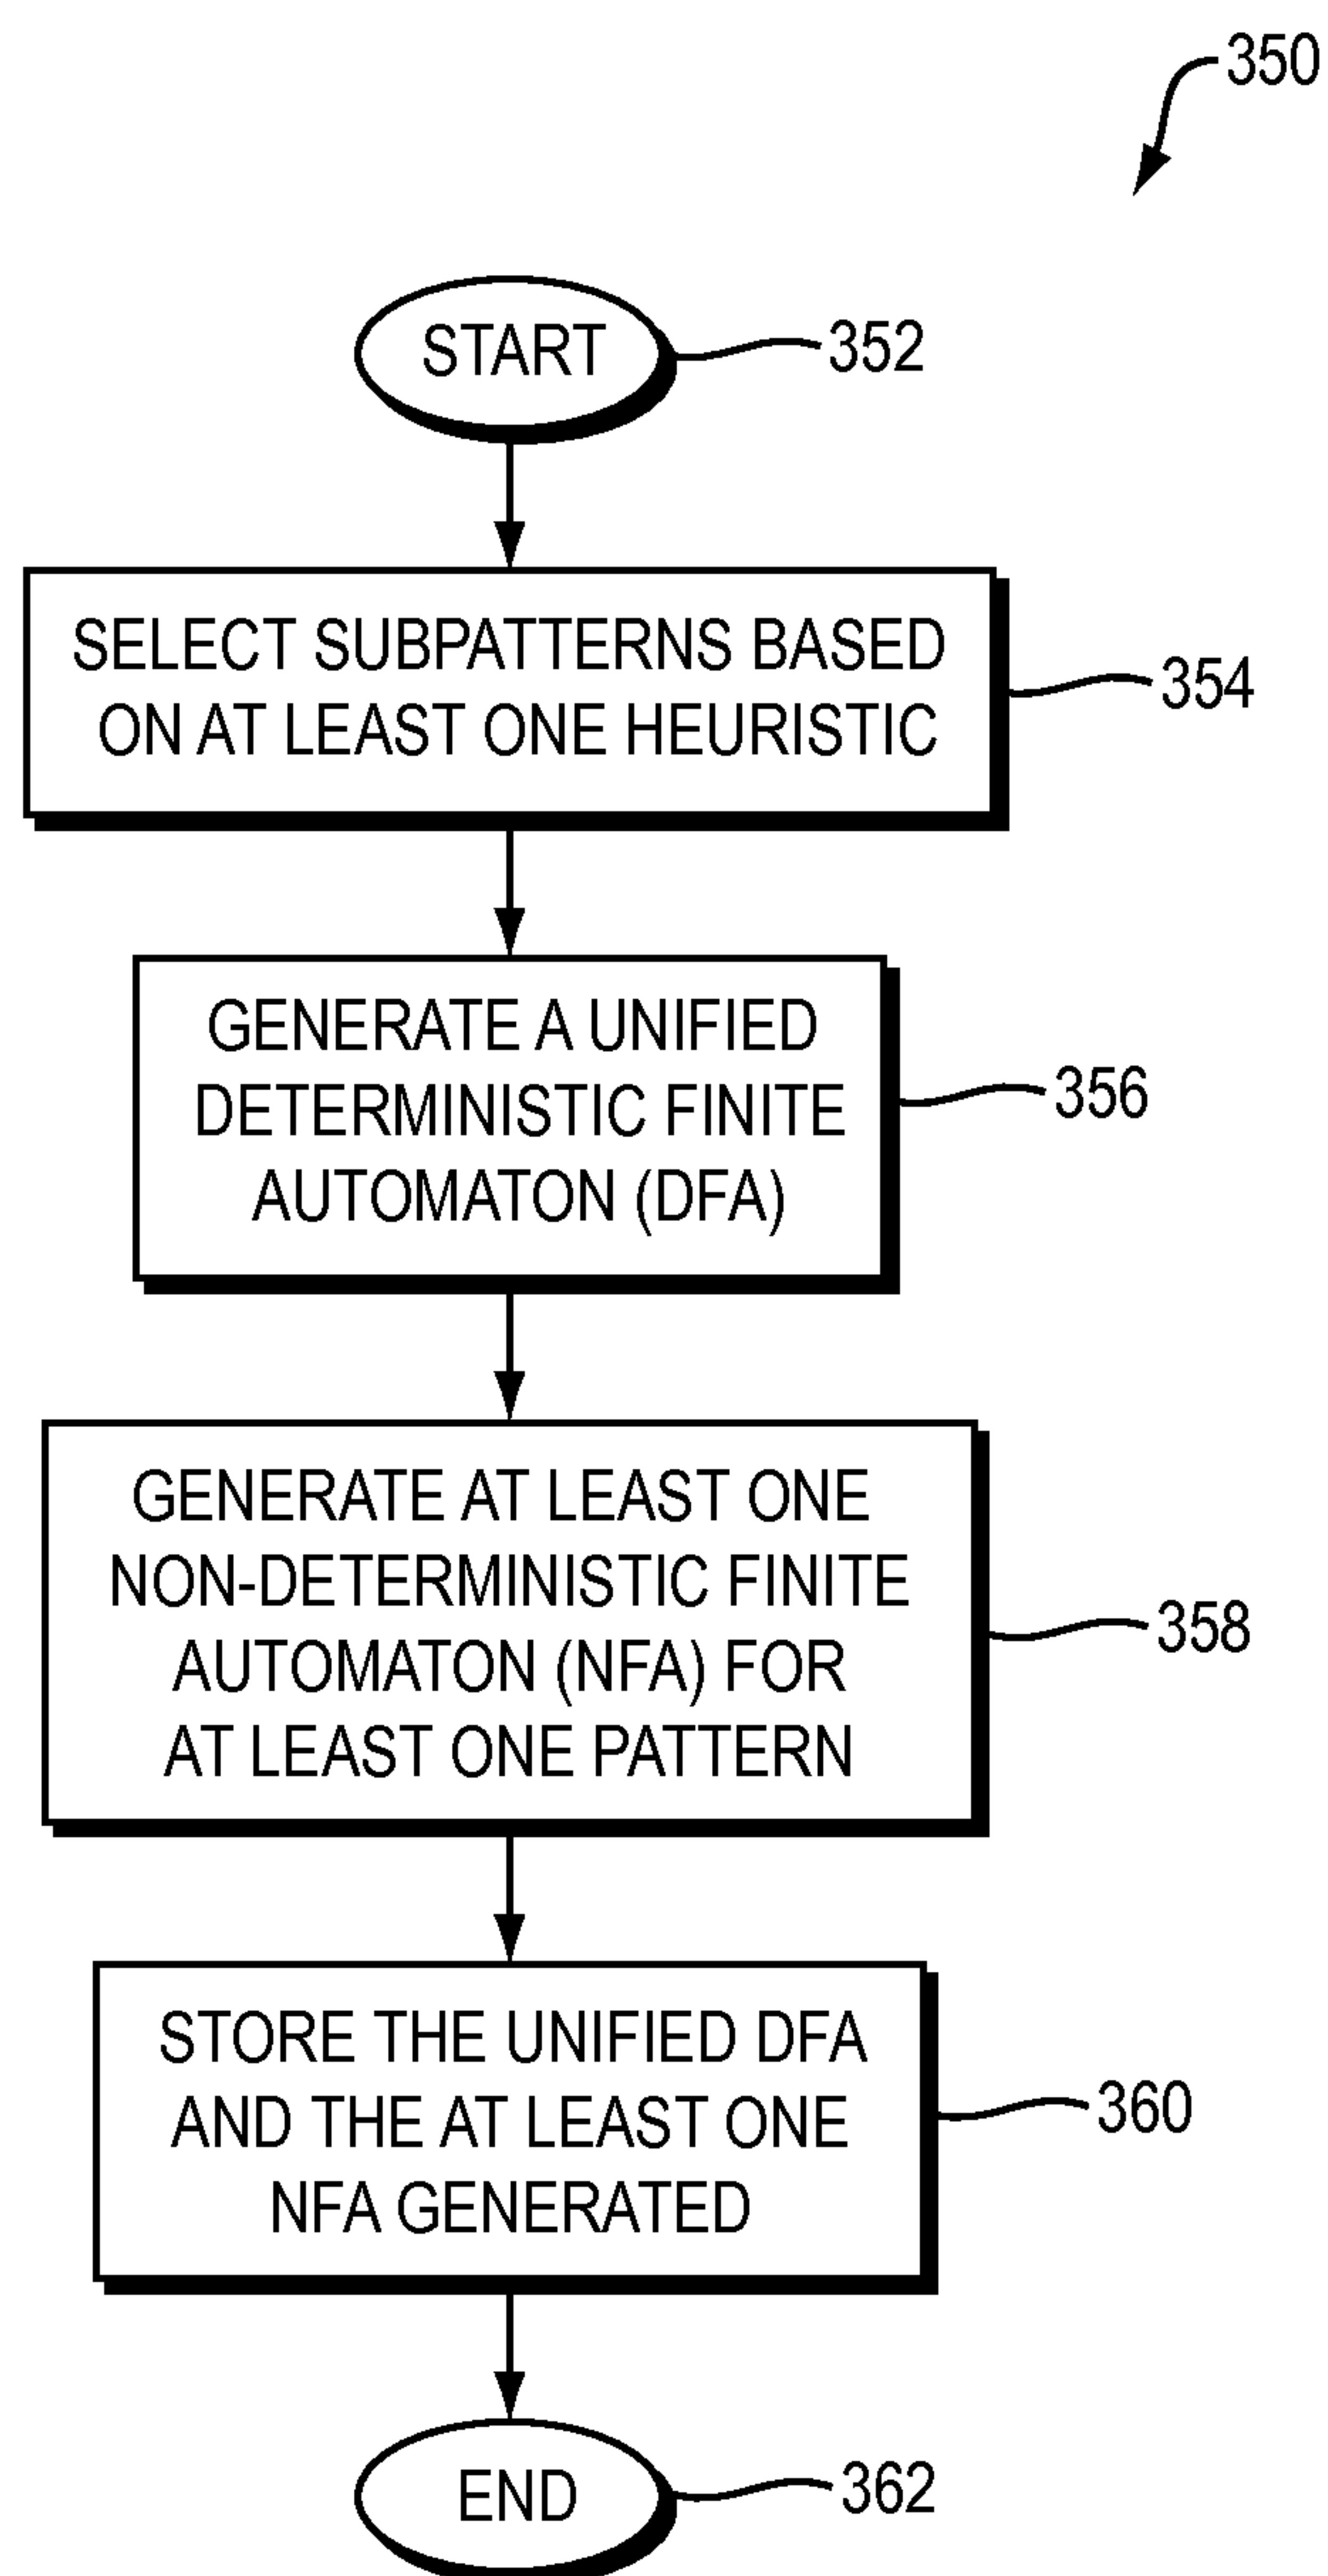 350
START
352
SELECT SUBPATTERNS BASED
ON AT LEAST ONE HEURISTIC
354
GENERATE A UNIFIED
DETERMINISTIC FINITE
AUTOMATON (DFA)
356
GENERATE AT LEAST ONE
NON-DETERMINISTIC FINITE
AUTOMATON (NFA) FOR
AT LEAST ONE PATTERN
358
STORE THE UNIFIED DFA
AND THE AT LEAST ONE
NFA GENERATED
360
END
362